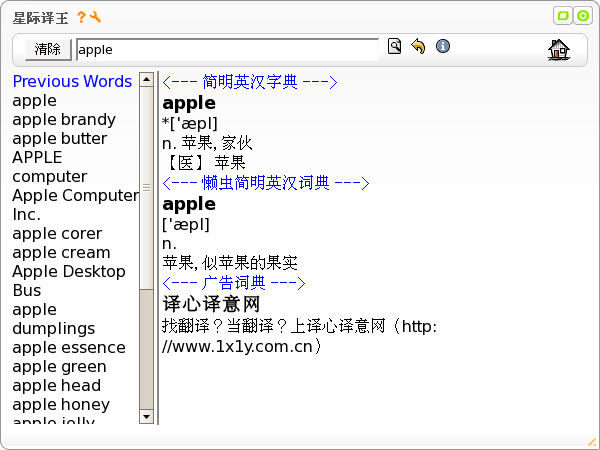 星际译王
清除 apple
Previous Words
apple
apple brandy
apple butter
APPLE
computer
Apple Computer
Inc.
apple corer
apple cream
Apple Desktop
Bus
apple
dumplings
apple essence
apple green
apple head
apple honey
apple jelly
<--- 简明英汉字典 --->
apple
*['æpl]
n. 苹果, 家伙
【医】 苹果
<--- 懒虫简明英汉词典 --->
apple
['æpl]
n.
苹果, 似苹果的果实
<--- 广告词典 --->
译心译意网
找翻译？当翻译？上译心译意网（http:
//www.1x1y.com.cn）